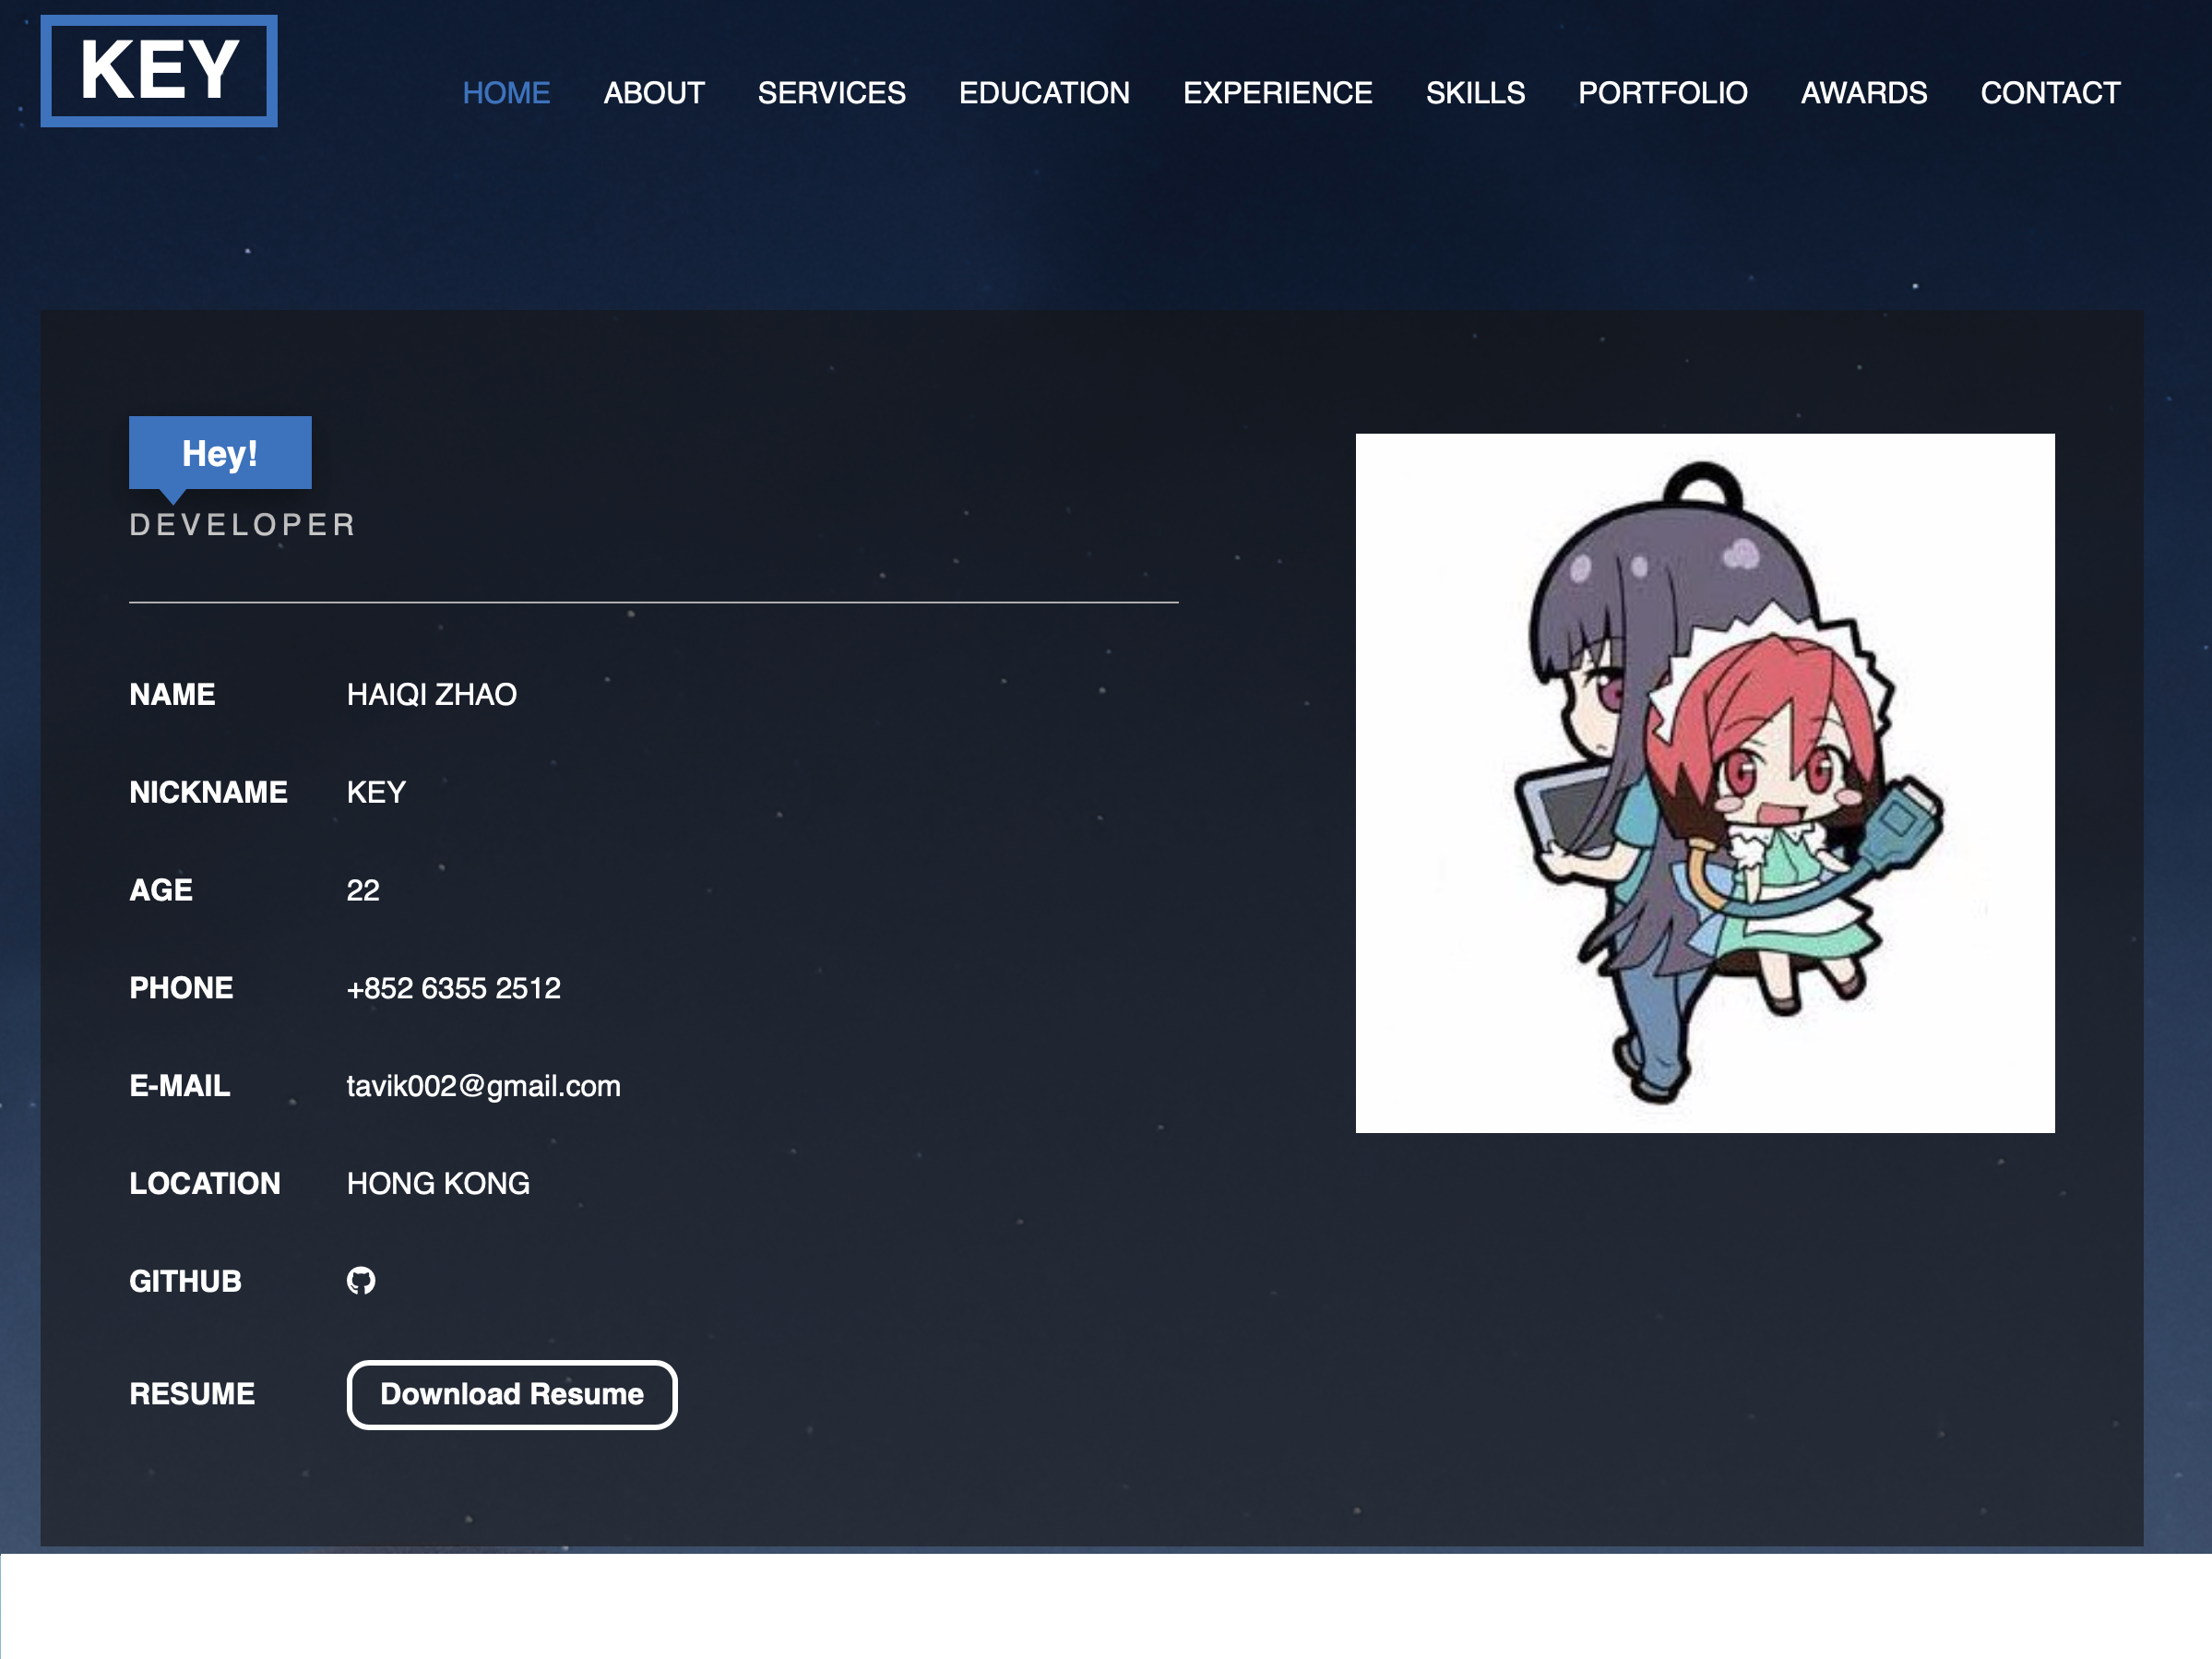 KEY
HOME ABOUT SERVICES EDUCATION EXPERIENCE SKILLS PORTFOLIO AWARDS CONTACT
Hey!
DEVELOPER
NAME HAIQI ZHAO
NICKNAME KEY
AGE 22
PHONE +852 6355 2512
E-MAIL tavik002@gmail.com
LOCATION HONG KONG
GITHUB
RESUME Download Resume